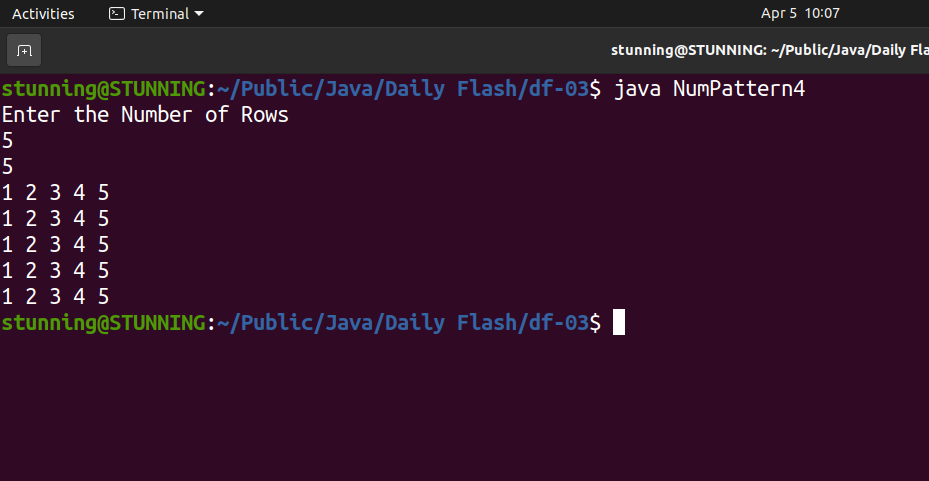 Activities Terminal Apr 5 10:07
stunning@STUNNING: ~/Public/Java/Daily Fla
stunning@STUNNING:~/Public/Java/Daily Flash/df-03$ java NumPattern4
Enter the Number of Rows
5
5
1 2 3 4 5
1 2 3 4 5
1 2 3 4 5
1 2 3 4 5
1 2 3 4 5
stunning@STUNNING:~/Public/Java/Daily Flash/df-03$